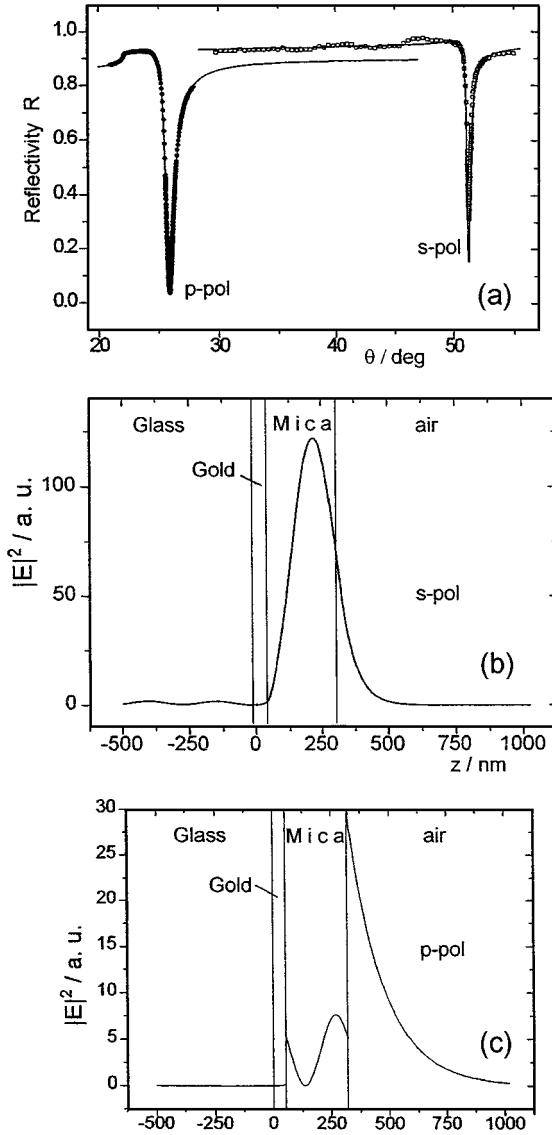 1.0
0.8
0.6
0.4
0.2
0.0
Reflectivity R
p-pol
s-pol
(a)
20 30 40 50
θ / deg
Glass
Mica
air
Gold
100
50
0
|E|² / a. u.
s-pol
(b)
-500 -250 0 250 500 750 1000
z / nm
30
25
20
15
10
5
0
Glass
Mica
air
Gold
|E|² / a. u.
p-pol
(c)
-500 -250 0 250 500 750 1000